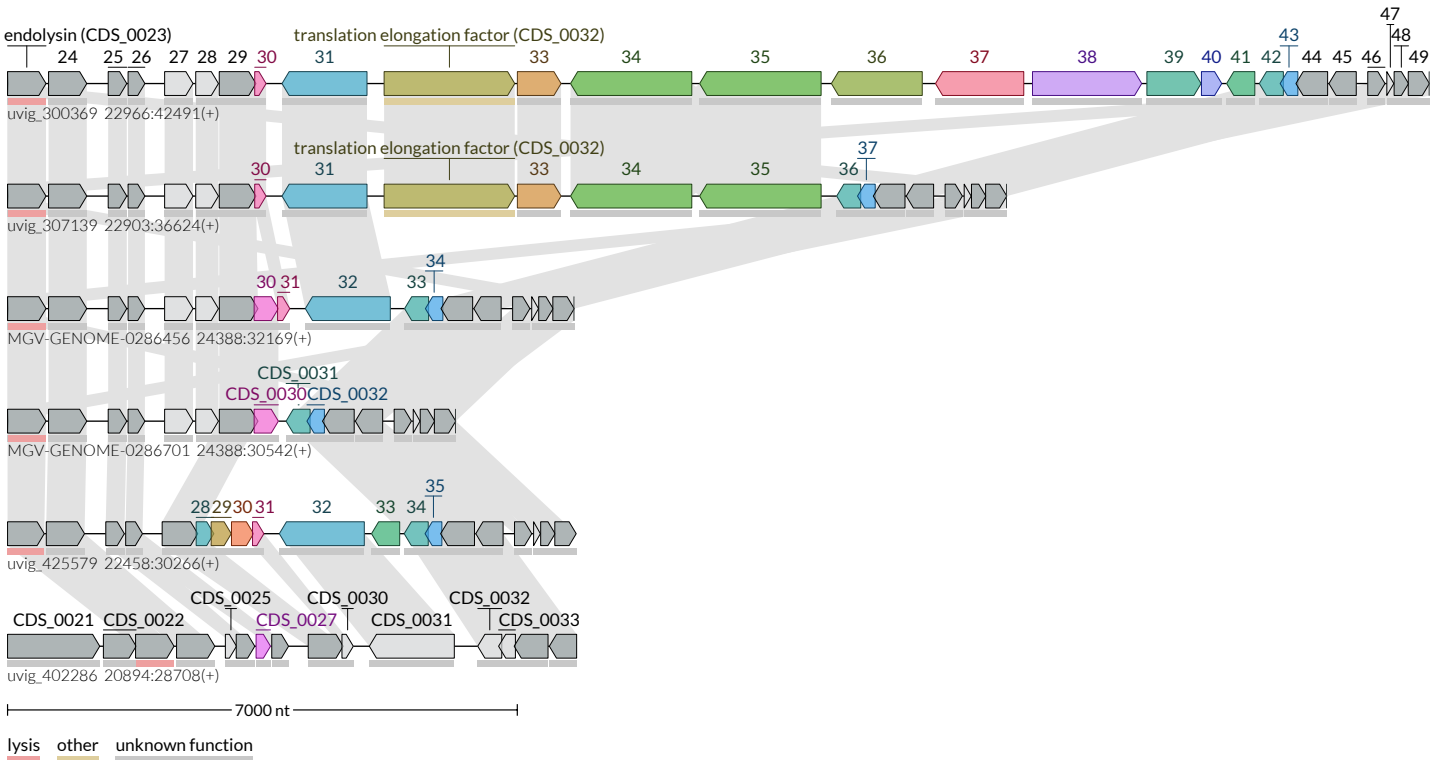 47
endolysin (CDS_0023) translation elongation factor (CDS_0032) 43 48
24 25 26 27 28 29 30 31 33 34 35 36 37 38 39 40 41 42 44 45 46 49
uvig_300369 22966:42491(+)
translation elongation factor (CDS_0032) 37
30 31 33 34 35 36
uvig_307139 22903:36624(+)
34
30 31 32 33
MGV-GENOME-0286456 24388:32169(+)
CDS_0031
CDS_0030 CDS_0032
MGV-GENOME-0286701 24388:30542(+)
35
28 29 30 31 32 33 34
uvig_425579 22458:30266(+)
CDS_0025 CDS_0030 CDS_0032
CDS_0021 CDS_0022 CDS_0027 CDS_0031 CDS_0033
uvig_402286 20894:28708(+)
7000 nt
lysis other unknown function